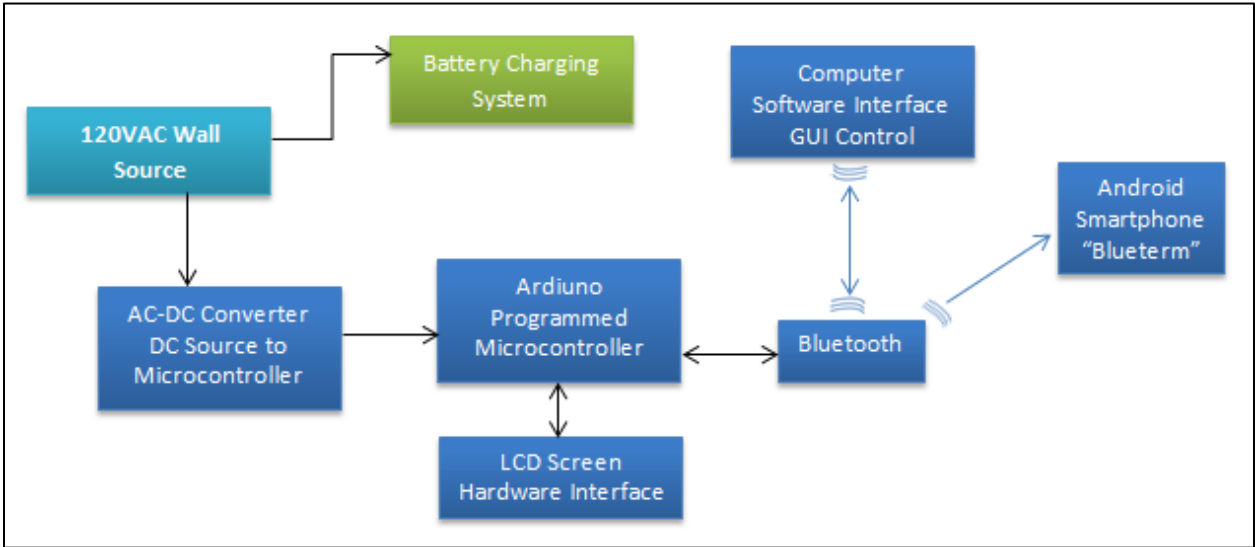 Battery Charging
System
120VAC Wall
Source
Computer
Software Interface
GUI Control
Android
Smartphone
“Blueterm”
AC-DC Converter
DC Source to
Microcontroller
Ardiuno
Programmed
Microcontroller
Bluetooth
LCD Screen
Hardware Interface